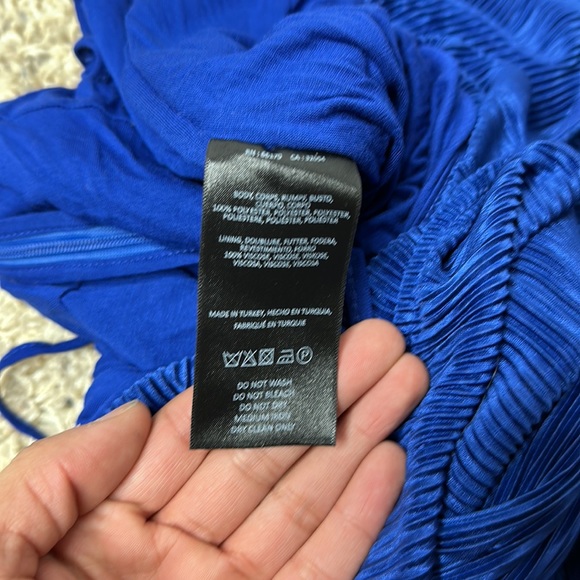 BODY, CORPS, RUMPF, BUSTO,
CUERPO, CORPO
100% POLYESTER, POLYESTER, POLYESTER,
POLIESTERE, POLIESTER, POLIESTER
LINING, DOUBLURE, FUTTER, FODERA,
REVESTIMIENTO, FORRO
100% VISCOSE, VISCOSE, VISKOSE,
VISCOSA, VISCOSA, VISCOSA
MADE IN TURKEY, HECHO EN TURQUIA,
FABRIQUÉ EN TURQUIE
DO NOT WASH
DO NOT BLEACH
DO NOT DRY
MEDIUM IRON
DRY CLEAN ONLY